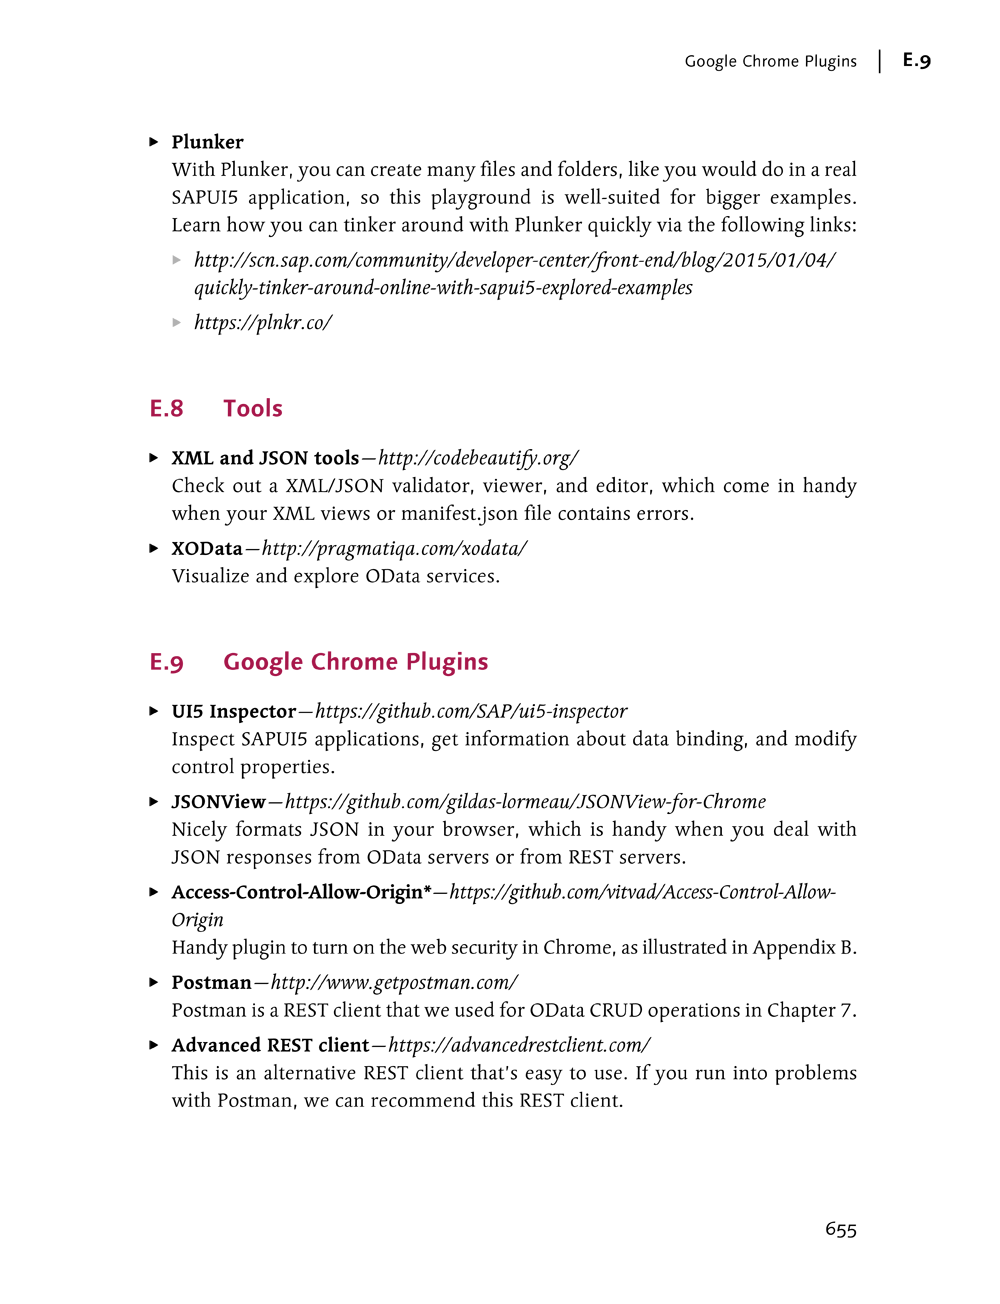 Google Chrome Plugins | E.9
▶ Plunker
With Plunker, you can create many files and folders, like you would do in a real
SAPUI5 application, so this playground is well-suited for bigger examples.
Learn how you can tinker around with Plunker quickly via the following links:
▶ http://scn.sap.com/community/developer-center/front-end/blog/2015/01/04/
quickly-tinker-around-online-with-sapui5-explored-examples
▶ https://plnkr.co/
E.8 Tools
▶ XML and JSON tools—http://codebeautify.org/
Check out a XML/JSON validator, viewer, and editor, which come in handy
when your XML views or manifest.json file contains errors.
▶ XOData—http://pragmatiqa.com/xodata/
Visualize and explore OData services.
E.9 Google Chrome Plugins
▶ UI5 Inspector—https://github.com/SAP/ui5-inspector
Inspect SAPUI5 applications, get information about data binding, and modify
control properties.
▶ JSONView—https://github.com/gildas-lormeau/JSONView-for-Chrome
Nicely formats JSON in your browser, which is handy when you deal with
JSON responses from OData servers or from REST servers.
▶ Access-Control-Allow-Origin*—https://github.com/vitvad/Access-Control-Allow-
Origin
Handy plugin to turn on the web security in Chrome, as illustrated in Appendix B.
▶ Postman—http://www.getpostman.com/
Postman is a REST client that we used for OData CRUD operations in Chapter 7.
▶ Advanced REST client—https://advancedrestclient.com/
This is an alternative REST client that's easy to use. If you run into problems
with Postman, we can recommend this REST client.
655